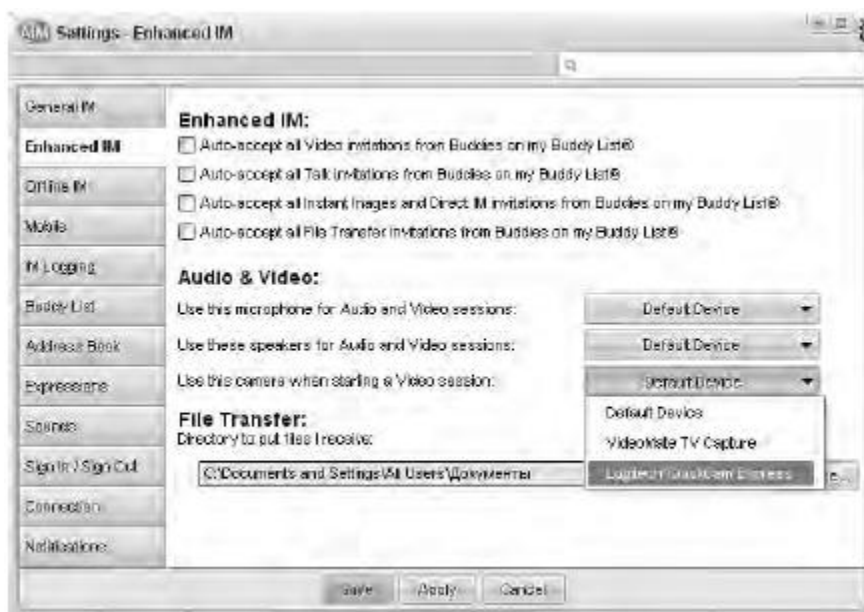 AIM Settings - Enhanced IM
General IM
Enhanced IM
Offline IM
Mobile
IM Logging
Buddy List
Address Book
Expressions
Sounds
Sign In / Sign Out
Connection
Notifications
Enhanced IM:
Auto-accept all Video invitations from Buddies on my Buddy List®
Auto-accept all Talk invitations from Buddies on my Buddy List®
Auto-accept all Instant Images and Direct IM invitations from Buddies on my Buddy List®
Auto-accept all File Transfer invitations from Buddies on my Buddy List®
Audio & Video:
Use this microphone for Audio and Video sessions: Default Device
Use these speakers for Audio and Video sessions: Default Device
Use this camera when starting a Video session: Default Device
Default Device
VideoMate TV Capture
Logitech QuickCam Express
File Transfer:
Directory to put files I receive:
C:\Documents and Settings\All Users\Документы
Save Apply Cancel